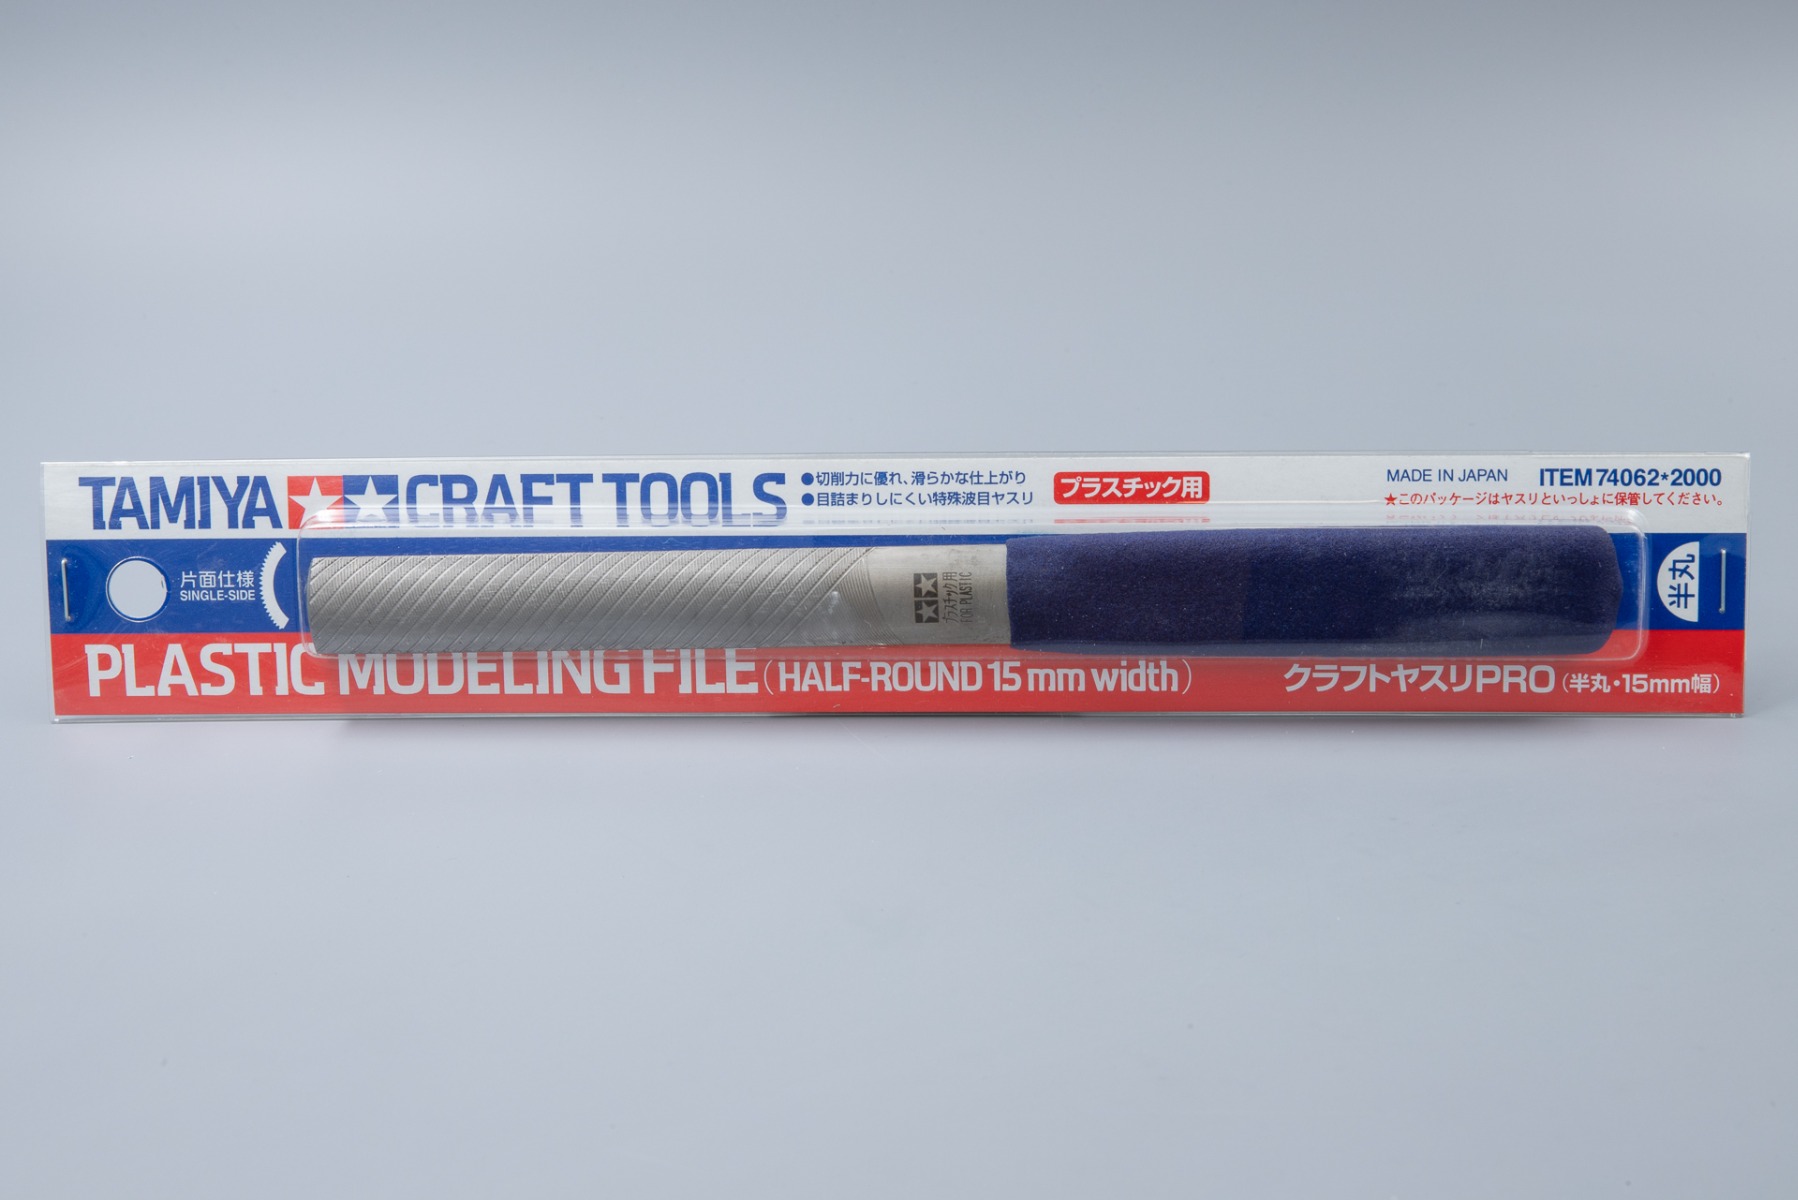 TAMIYA CRAFT TOOLS
●切削力に優れ、滑らかな仕上がり
●目詰まりしにくい特殊波目ヤスリ
プラスチック用
MADE IN JAPAN ITEM 74062*2000
★このパッケージはヤスリといっしょに保管してください。
片面仕様
SINGLE-SIDE
プラスチック用
FOR PLASTIC
半丸
PLASTIC MODELING FILE (HALF-ROUND 15 mm width)
クラフトヤスリPRO (半丸・15mm幅)